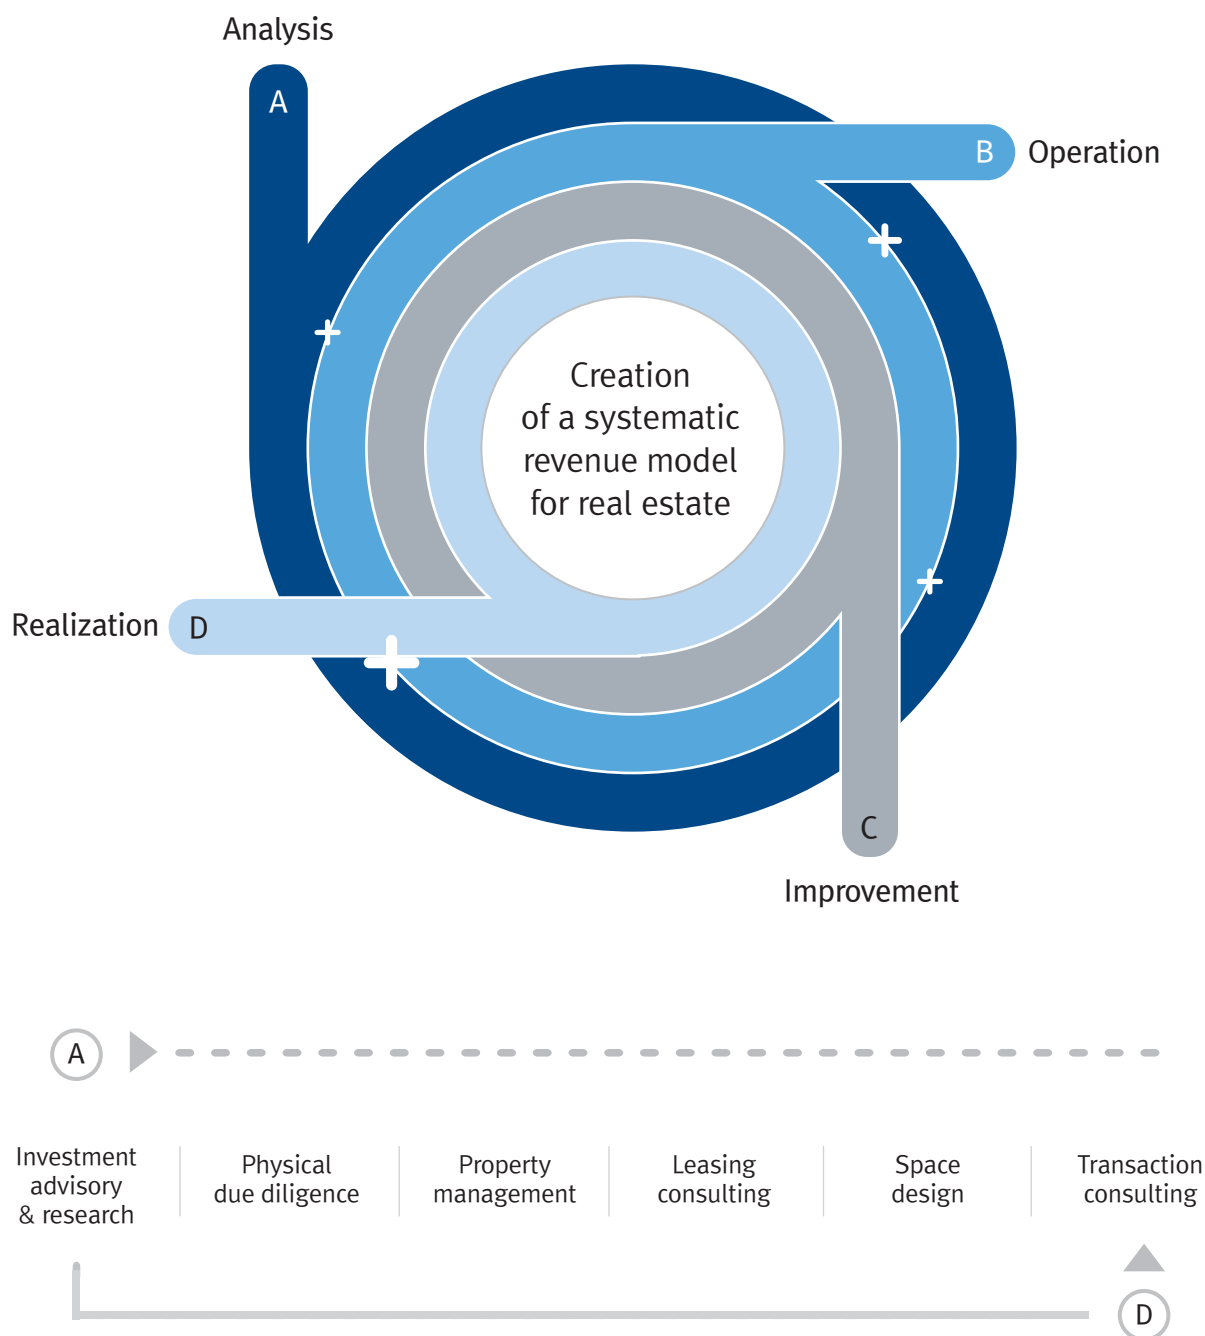 Analysis
A
B
Operation
Creation
of a systematic
revenue model
for real estate
Realization
D
C
Improvement
A
Investment
advisory
& research
Physical
due diligence
Property
management
Leasing
consulting
Space
design
Transaction
consulting
D